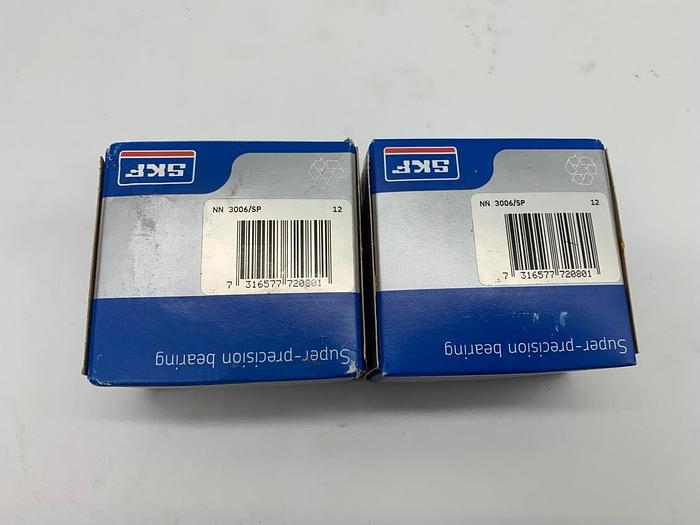 SKF
NN 3006/SP 12
7 316577 720801
Super-precision bearing
SKF
NN 3006/SP 12
7 316577 720801
Super-precision bearing